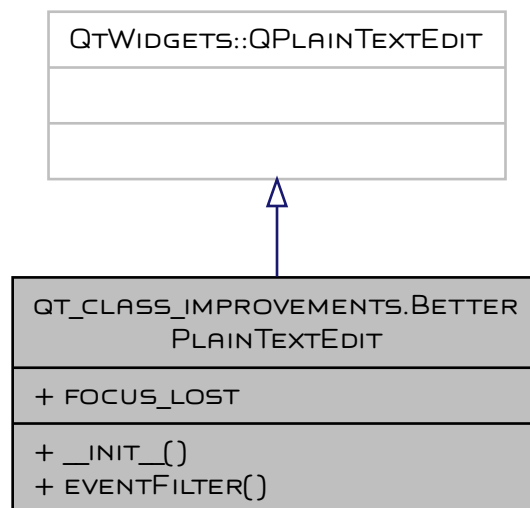 QtWidgets::QPlainTextEdit
qt_class_improvements.Better
PlainTextEdit
+ focus_lost
+ __init__()
+ eventFilter()